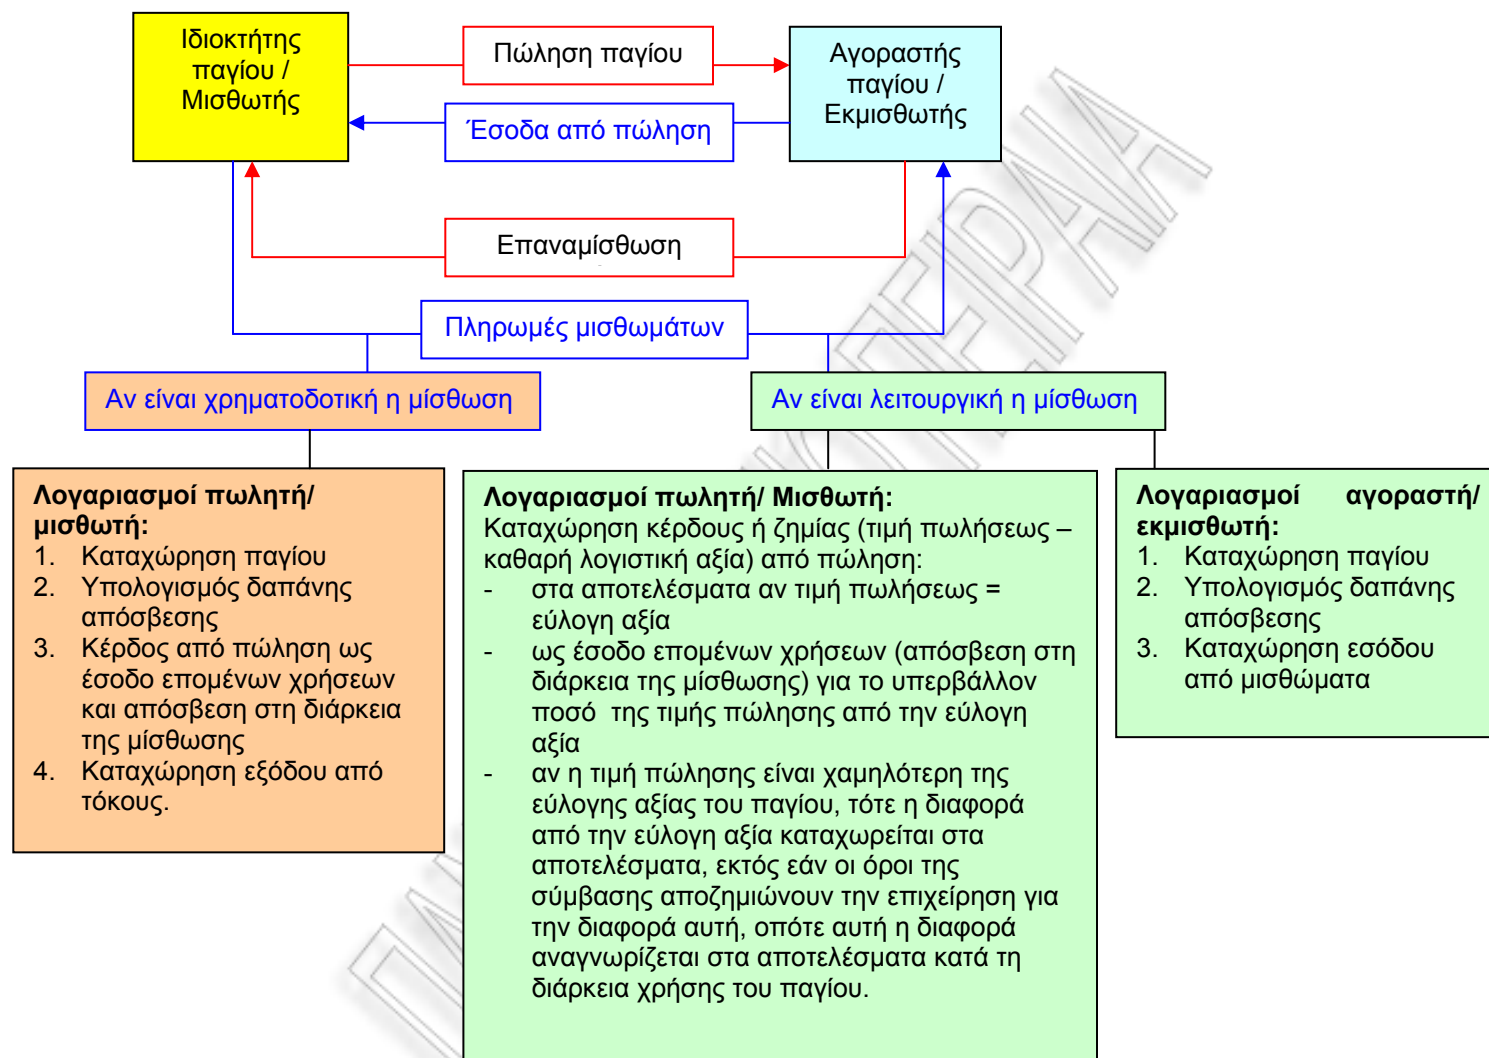 Ιδιοκτήτης
παγίου /
Μισθωτής
Πώληση παγίου
Αγοραστής
παγίου /
Εκμισθωτής
Έσοδα από πώληση
Επαναμίσθωση
Πληρωμές μισθωμάτων
Αν είναι χρηματοδοτική η μίσθωση
Αν είναι λειτουργική η μίσθωση
Λογαριασμοί πωλητή/
μισθωτή:
1. Καταχώρηση παγίου
2. Υπολογισμός δαπάνης
απόσβεσης
3. Κέρδος από πώληση ως
έσοδο επομένων χρήσεων
και απόσβεση στη διάρκεια
της μίσθωσης
4. Καταχώρηση εξόδου από
τόκους.
Λογαριασμοί πωλητή/ Μισθωτή:
Καταχώρηση κέρδους ή ζημίας (τιμή πωλήσεως –
καθαρή λογιστική αξία) από πώληση:
- στα αποτελέσματα αν τιμή πωλήσεως =
εύλογη αξία
- ως έσοδο επομένων χρήσεων (απόσβεση στη
διάρκεια της μίσθωσης) για το υπερβάλλον
ποσό της τιμής πώλησης από την εύλογη
αξία
- αν η τιμή πώλησης είναι χαμηλότερη της
εύλογης αξίας του παγίου, τότε η διαφορά
από την εύλογη αξία καταχωρείται στα
αποτελέσματα, εκτός εάν οι όροι της
σύμβασης αποζημιώνουν την επιχείρηση για
την διαφορά αυτή, οπότε αυτή η διαφορά
αναγνωρίζεται στα αποτελέσματα κατά τη
διάρκεια χρήσης του παγίου.
Λογαριασμοί αγοραστή/
εκμισθωτή:
1. Καταχώρηση παγίου
2. Υπολογισμός δαπάνης
απόσβεσης
3. Καταχώρηση εσόδου
από μισθώματα